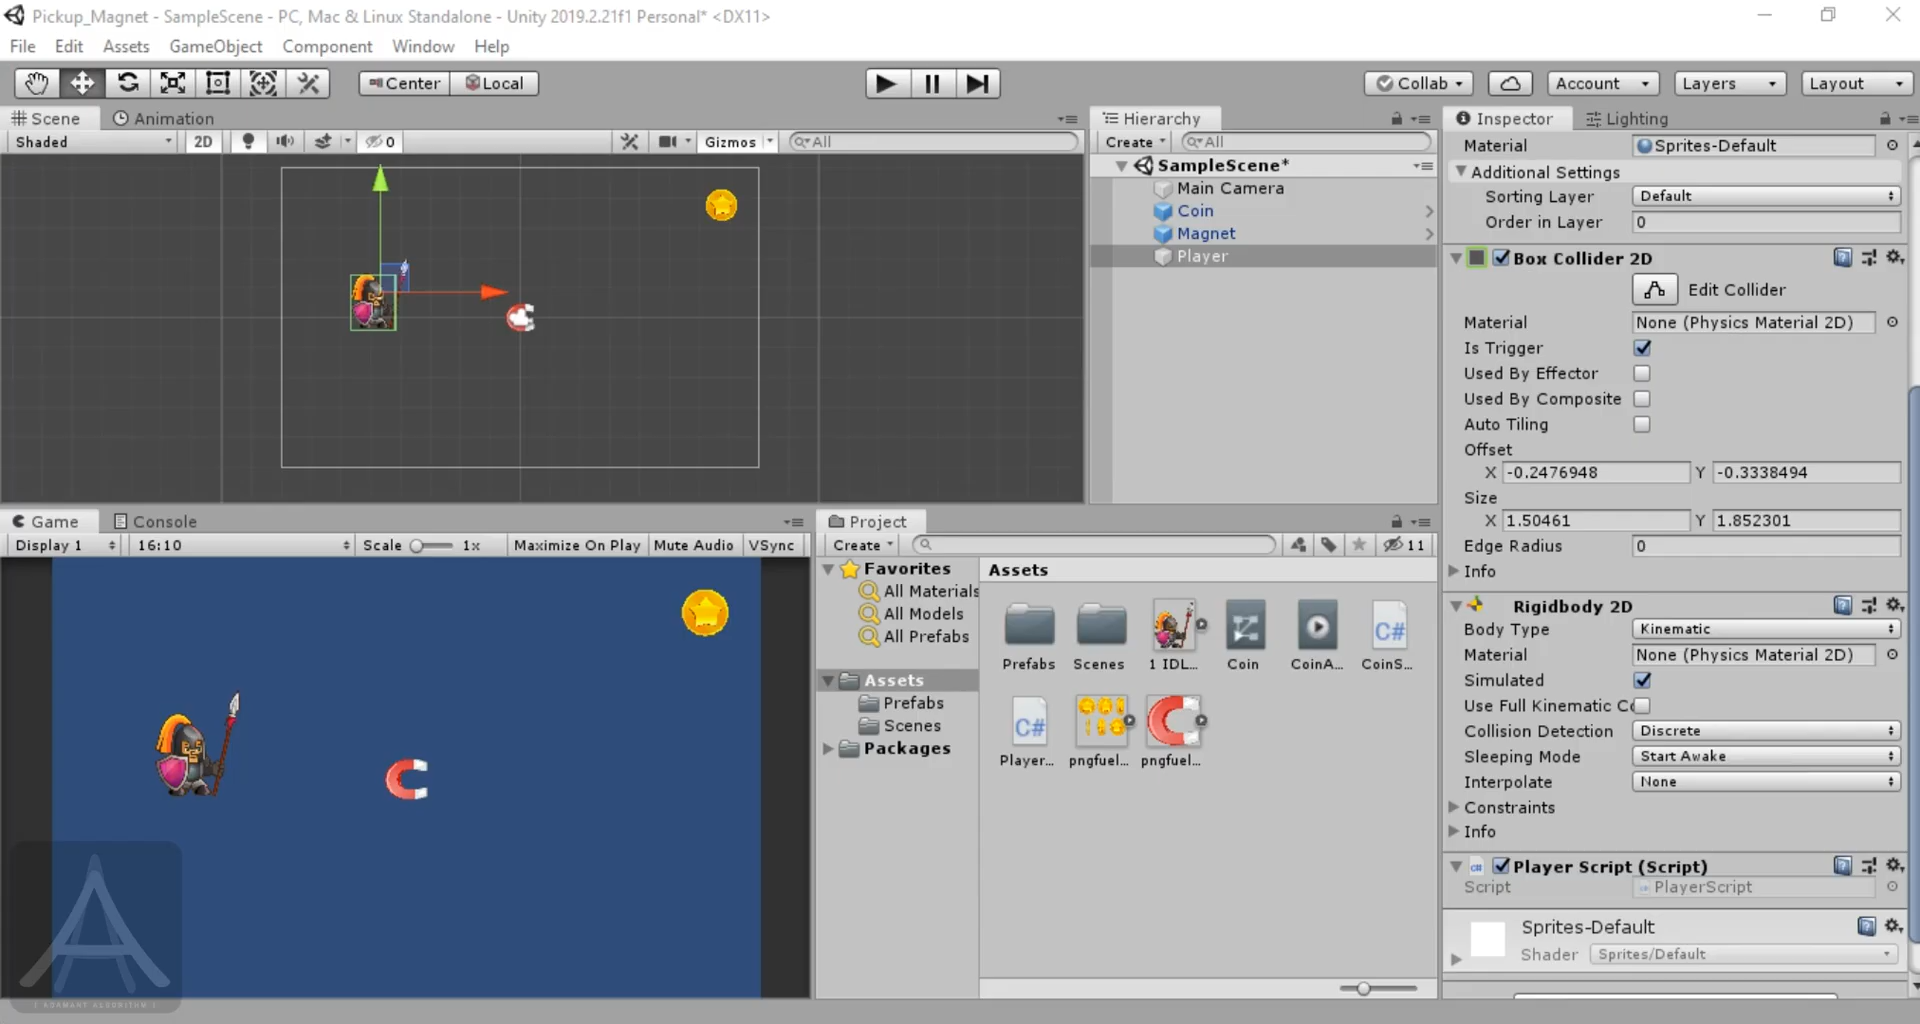 Pickup_Magnet - SampleScene - PC, Mac & Linux Standalone - Unity 2019.2.21f1 Personal* <DX11>
File Edit Assets GameObject Component Window Help
Center Local Collab Account Layers Layout
Scene Animation
Shaded 2D 0 Gizmos All
Hierarchy
Create All
SampleScene*
Main Camera
Coin
Magnet
Player
Game Console
Display 1 16:10 Scale 1x Maximize On Play Mute Audio VSync
Project
Create 11
Favorites
All Materials
All Models
All Prefabs
Assets
Prefabs
Scenes
Packages
Assets
Prefabs Scenes 1 IDL... Coin CoinA... CoinS...
C#
Player... pngfuel... pngfuel...
C#
Inspector Lighting
Material Sprites-Default
Additional Settings
Sorting Layer Default
Order in Layer 0
Box Collider 2D
Edit Collider
Material None (Physics Material 2D)
Is Trigger
Used By Effector
Used By Composite
Auto Tiling
Offset
X -0.2476948 Y -0.3338494
Size
X 1.50461 Y 1.852301
Edge Radius 0
Info
Rigidbody 2D
Body Type Kinematic
Material None (Physics Material 2D)
Simulated
Use Full Kinematic Co
Collision Detection Discrete
Sleeping Mode Start Awake
Interpolate None
Constraints
Info
Player Script (Script)
Script PlayerScript
Sprites-Default
Shader Sprites/Default
[ ADAMANT ALGORITHM ]